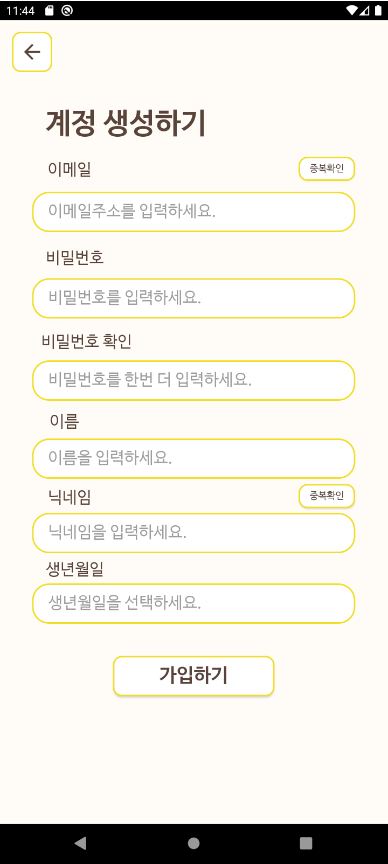 11:44
계정 생성하기
이메일
중복확인
이메일주소를 입력하세요.
비밀번호
비밀번호를 입력하세요.
비밀번호 확인
비밀번호를 한번 더 입력하세요.
이름
이름을 입력하세요.
닉네임
중복확인
닉네임을 입력하세요.
생년월일
생년월일을 선택하세요.
가입하기